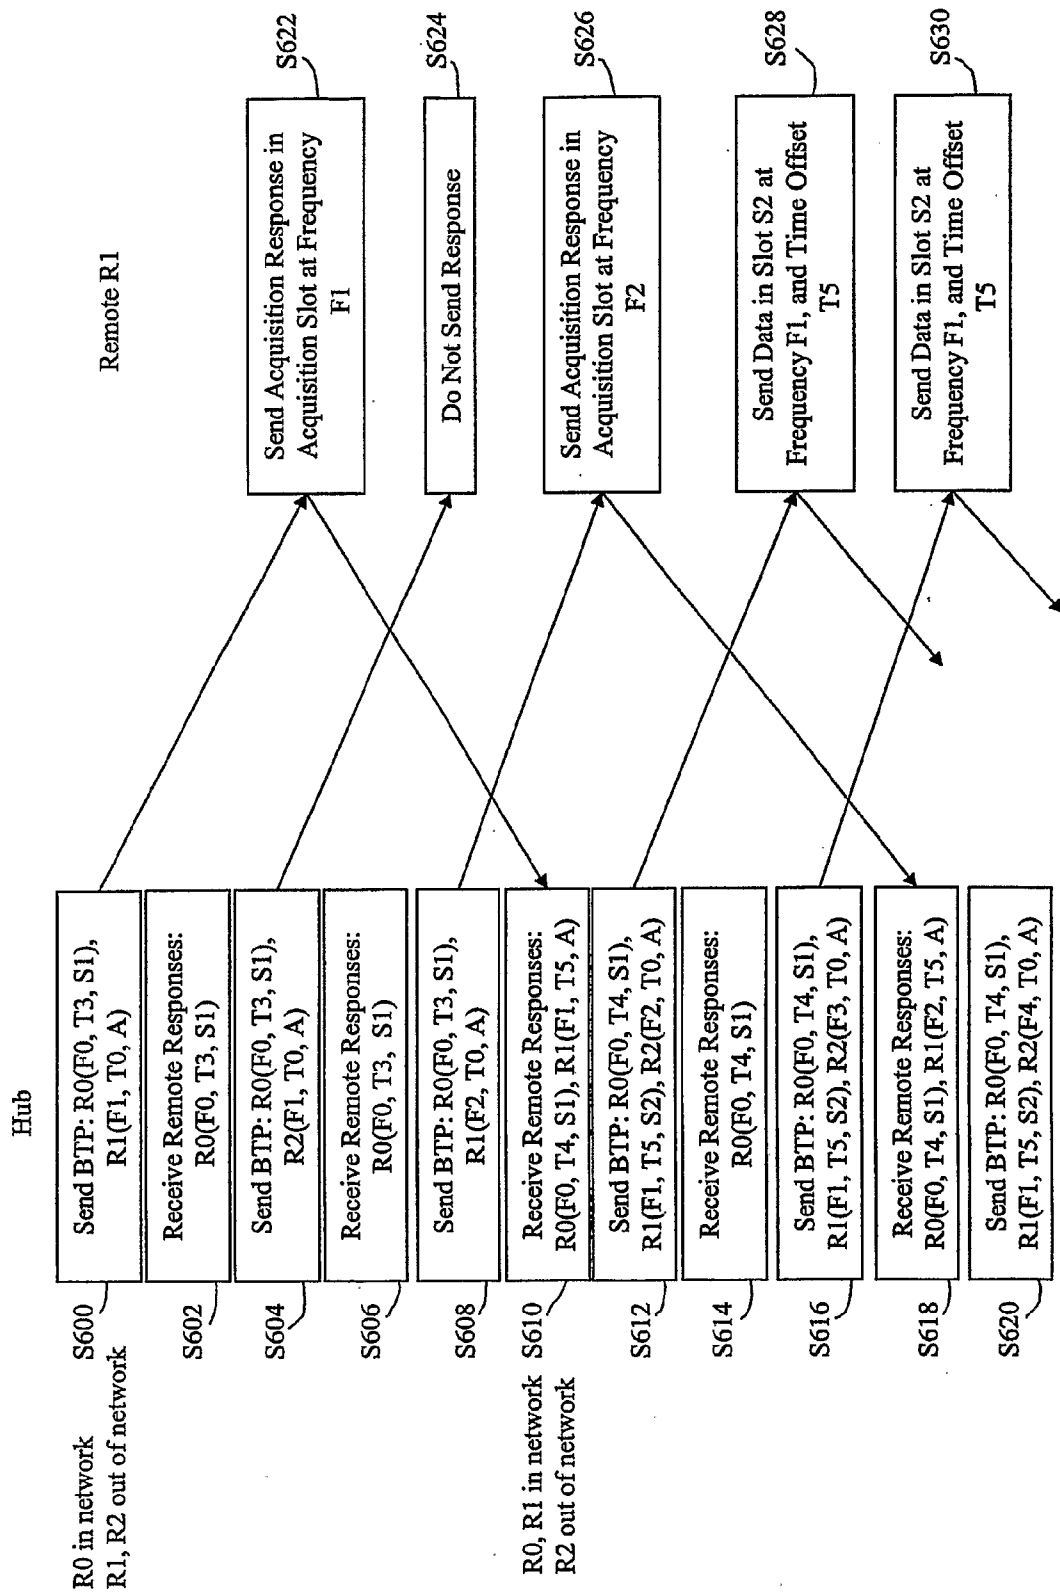 Hub
Remote R1
R0 in network
R1, R2 out of network
S600
Send BTP: R0(F0, T3, S1),
R1(F1, T0, A)
S602
Receive Remote Responses:
R0(F0, T3, S1)
S604
Send BTP: R0(F0, T3, S1),
R2(F1, T0, A)
S606
Receive Remote Responses:
R0(F0, T3, S1)
S608
Send BTP: R0(F0, T3, S1),
R1(F2, T0, A)
R0, R1 in network
R2 out of network
S610
Receive Remote Responses:
R0(F0, T4, S1), R1(F1, T5, A)
S612
Send BTP: R0(F0, T4, S1),
R1(F1, T5, S2), R2(F2, T0, A)
S614
Receive Remote Responses:
R0(F0, T4, S1)
S616
Send BTP: R0(F0, T4, S1),
R1(F1, T5, S2), R2(F3, T0, A)
S618
Receive Remote Responses:
R0(F0, T4, S1), R1(F2, T5, A)
S620
Send BTP: R0(F0, T4, S1),
R1(F1, T5, S2), R2(F4, T0, A)
Send Acquisition Response in
Acquisition Slot at Frequency
F1
S622
Do Not Send Response
S624
Send Acquisition Response in
Acquisition Slot at Frequency
F2
S626
Send Data in Slot S2 at
Frequency F1, and Time Offset
T5
S628
Send Data in Slot S2 at
Frequency F1, and Time Offset
T5
S630